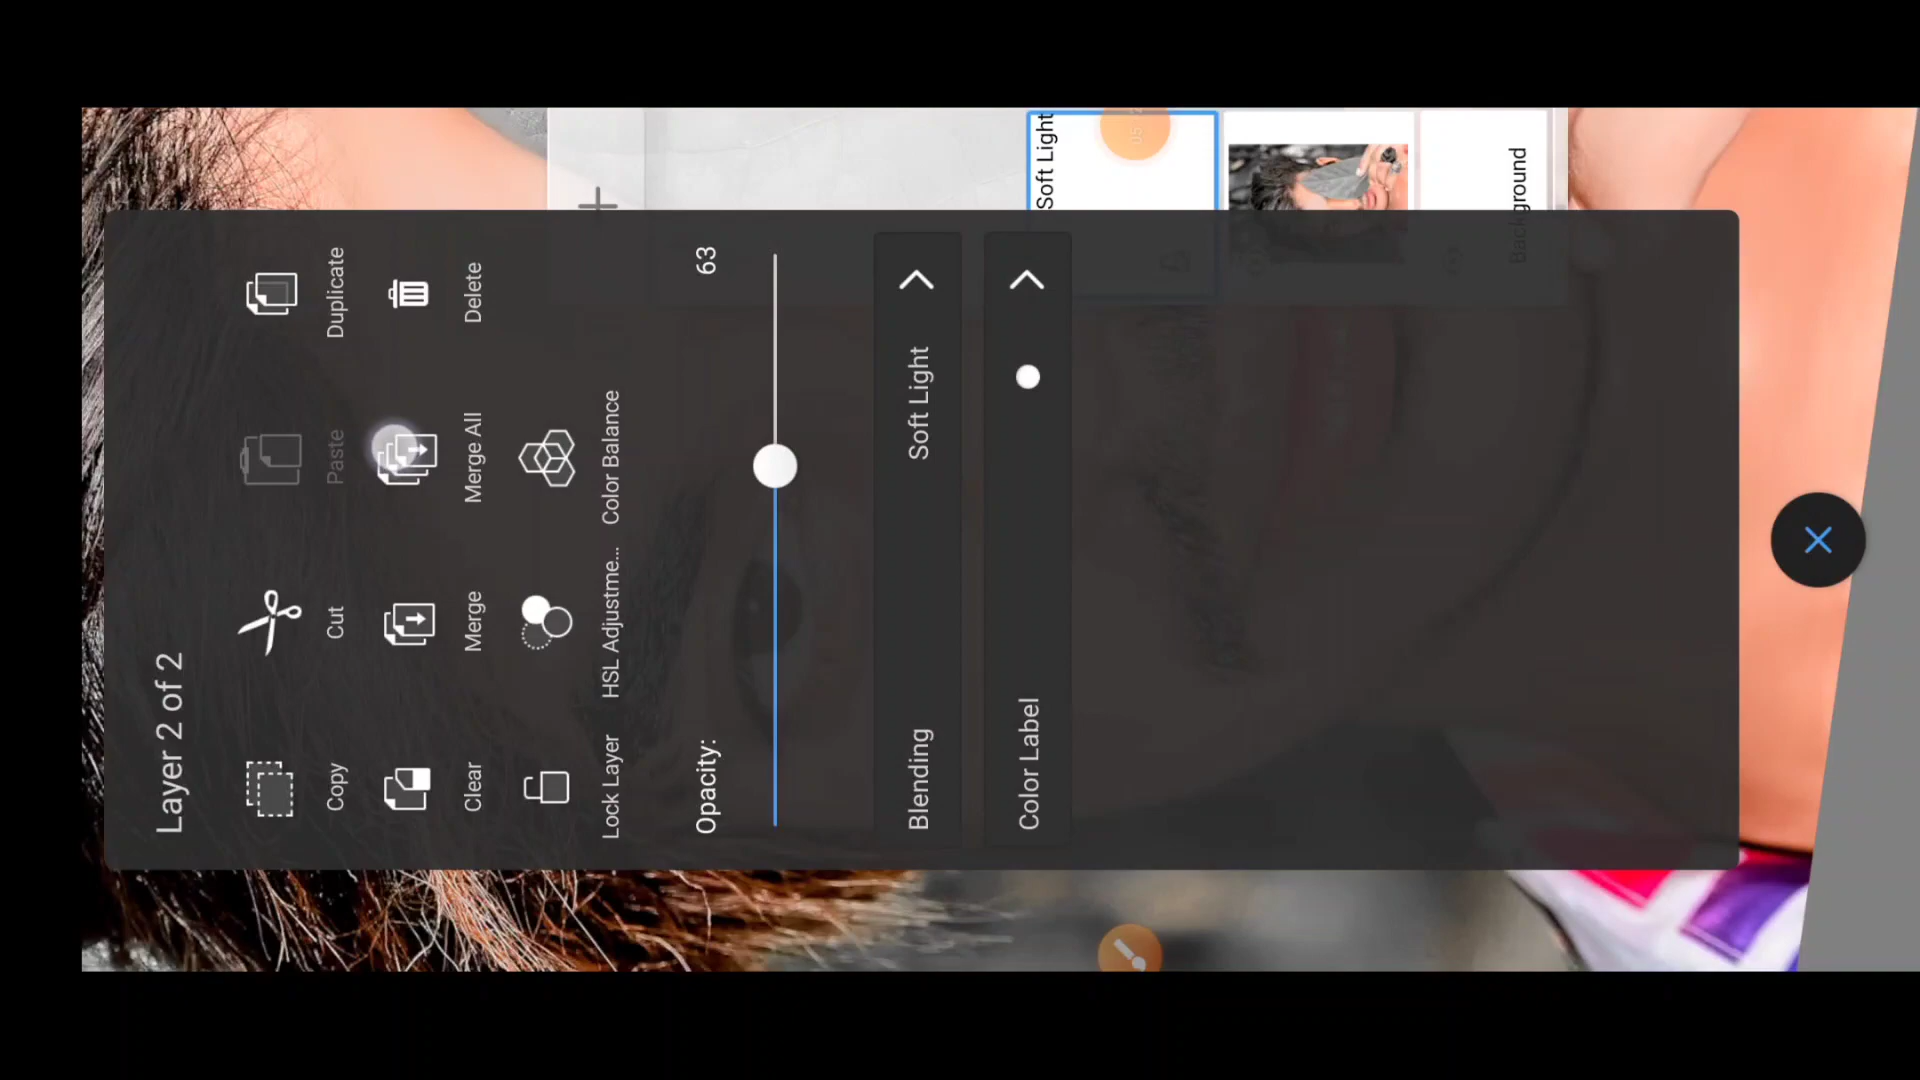 Layer 2 of 2
Copy
Cut
Paste
Duplicate
Clear
Merge
Merge All
Delete
Lock Layer
HSL Adjustme...
Color Balance
Opacity:
63
Blending
Soft Light
Color Label
Soft Light
Background